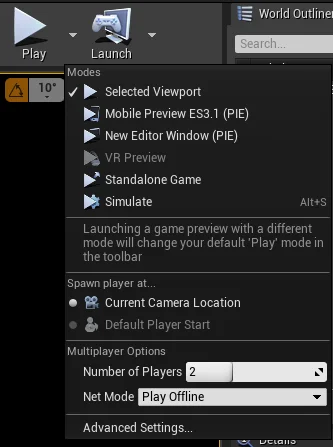 Play
Launch
World Outliner
Search...
10°
Modes
Selected Viewport
Mobile Preview ES3.1 (PIE)
New Editor Window (PIE)
VR Preview
Standalone Game
Simulate Alt+S
Launching a game preview with a different
mode will change your default 'Play' mode in
the toolbar
Spawn player at...
Current Camera Location
Default Player Start
Multiplayer Options
Number of Players 2
Net Mode Play Offline
Advanced Settings...
Details